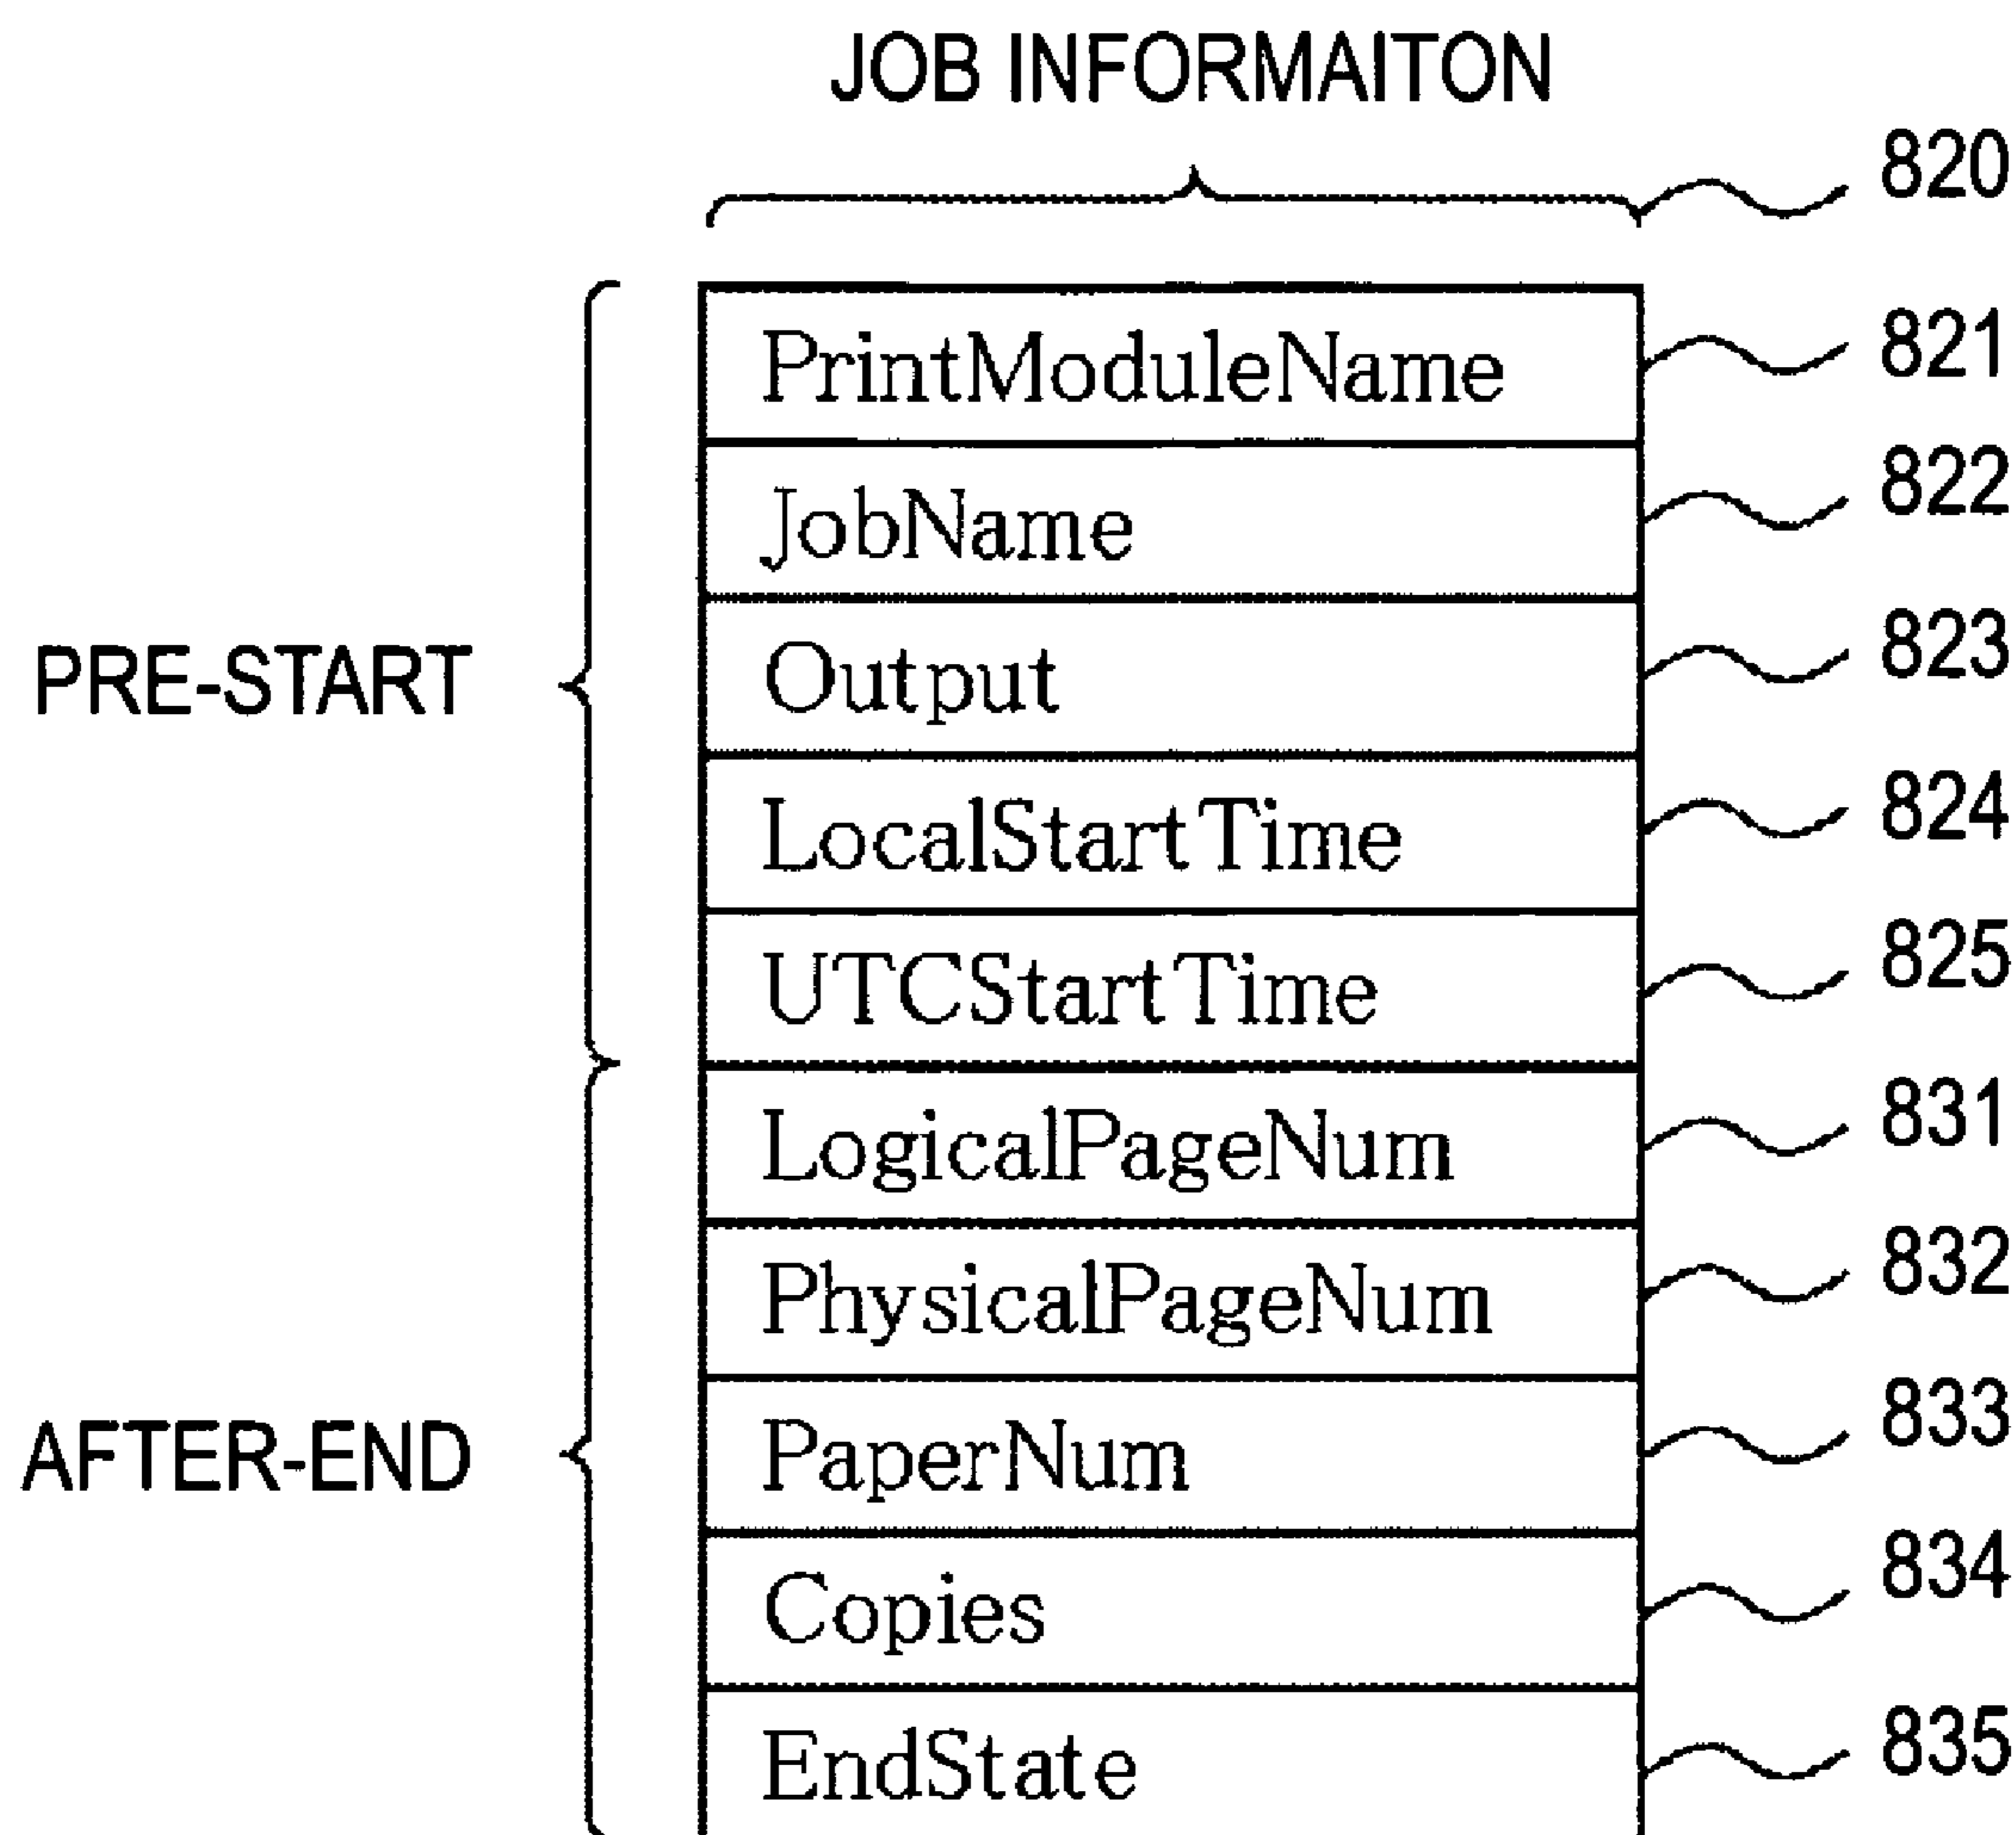 JOB INFORMAITON
820
PrintModuleName 821
JobName 822
PRE-START Output 823
LocalStartTime 824
UTCStartTime 825
LogicalPageNum 831
PhysicalPageNum 832
AFTER-END PaperNum 833
Copies 834
EndState 835